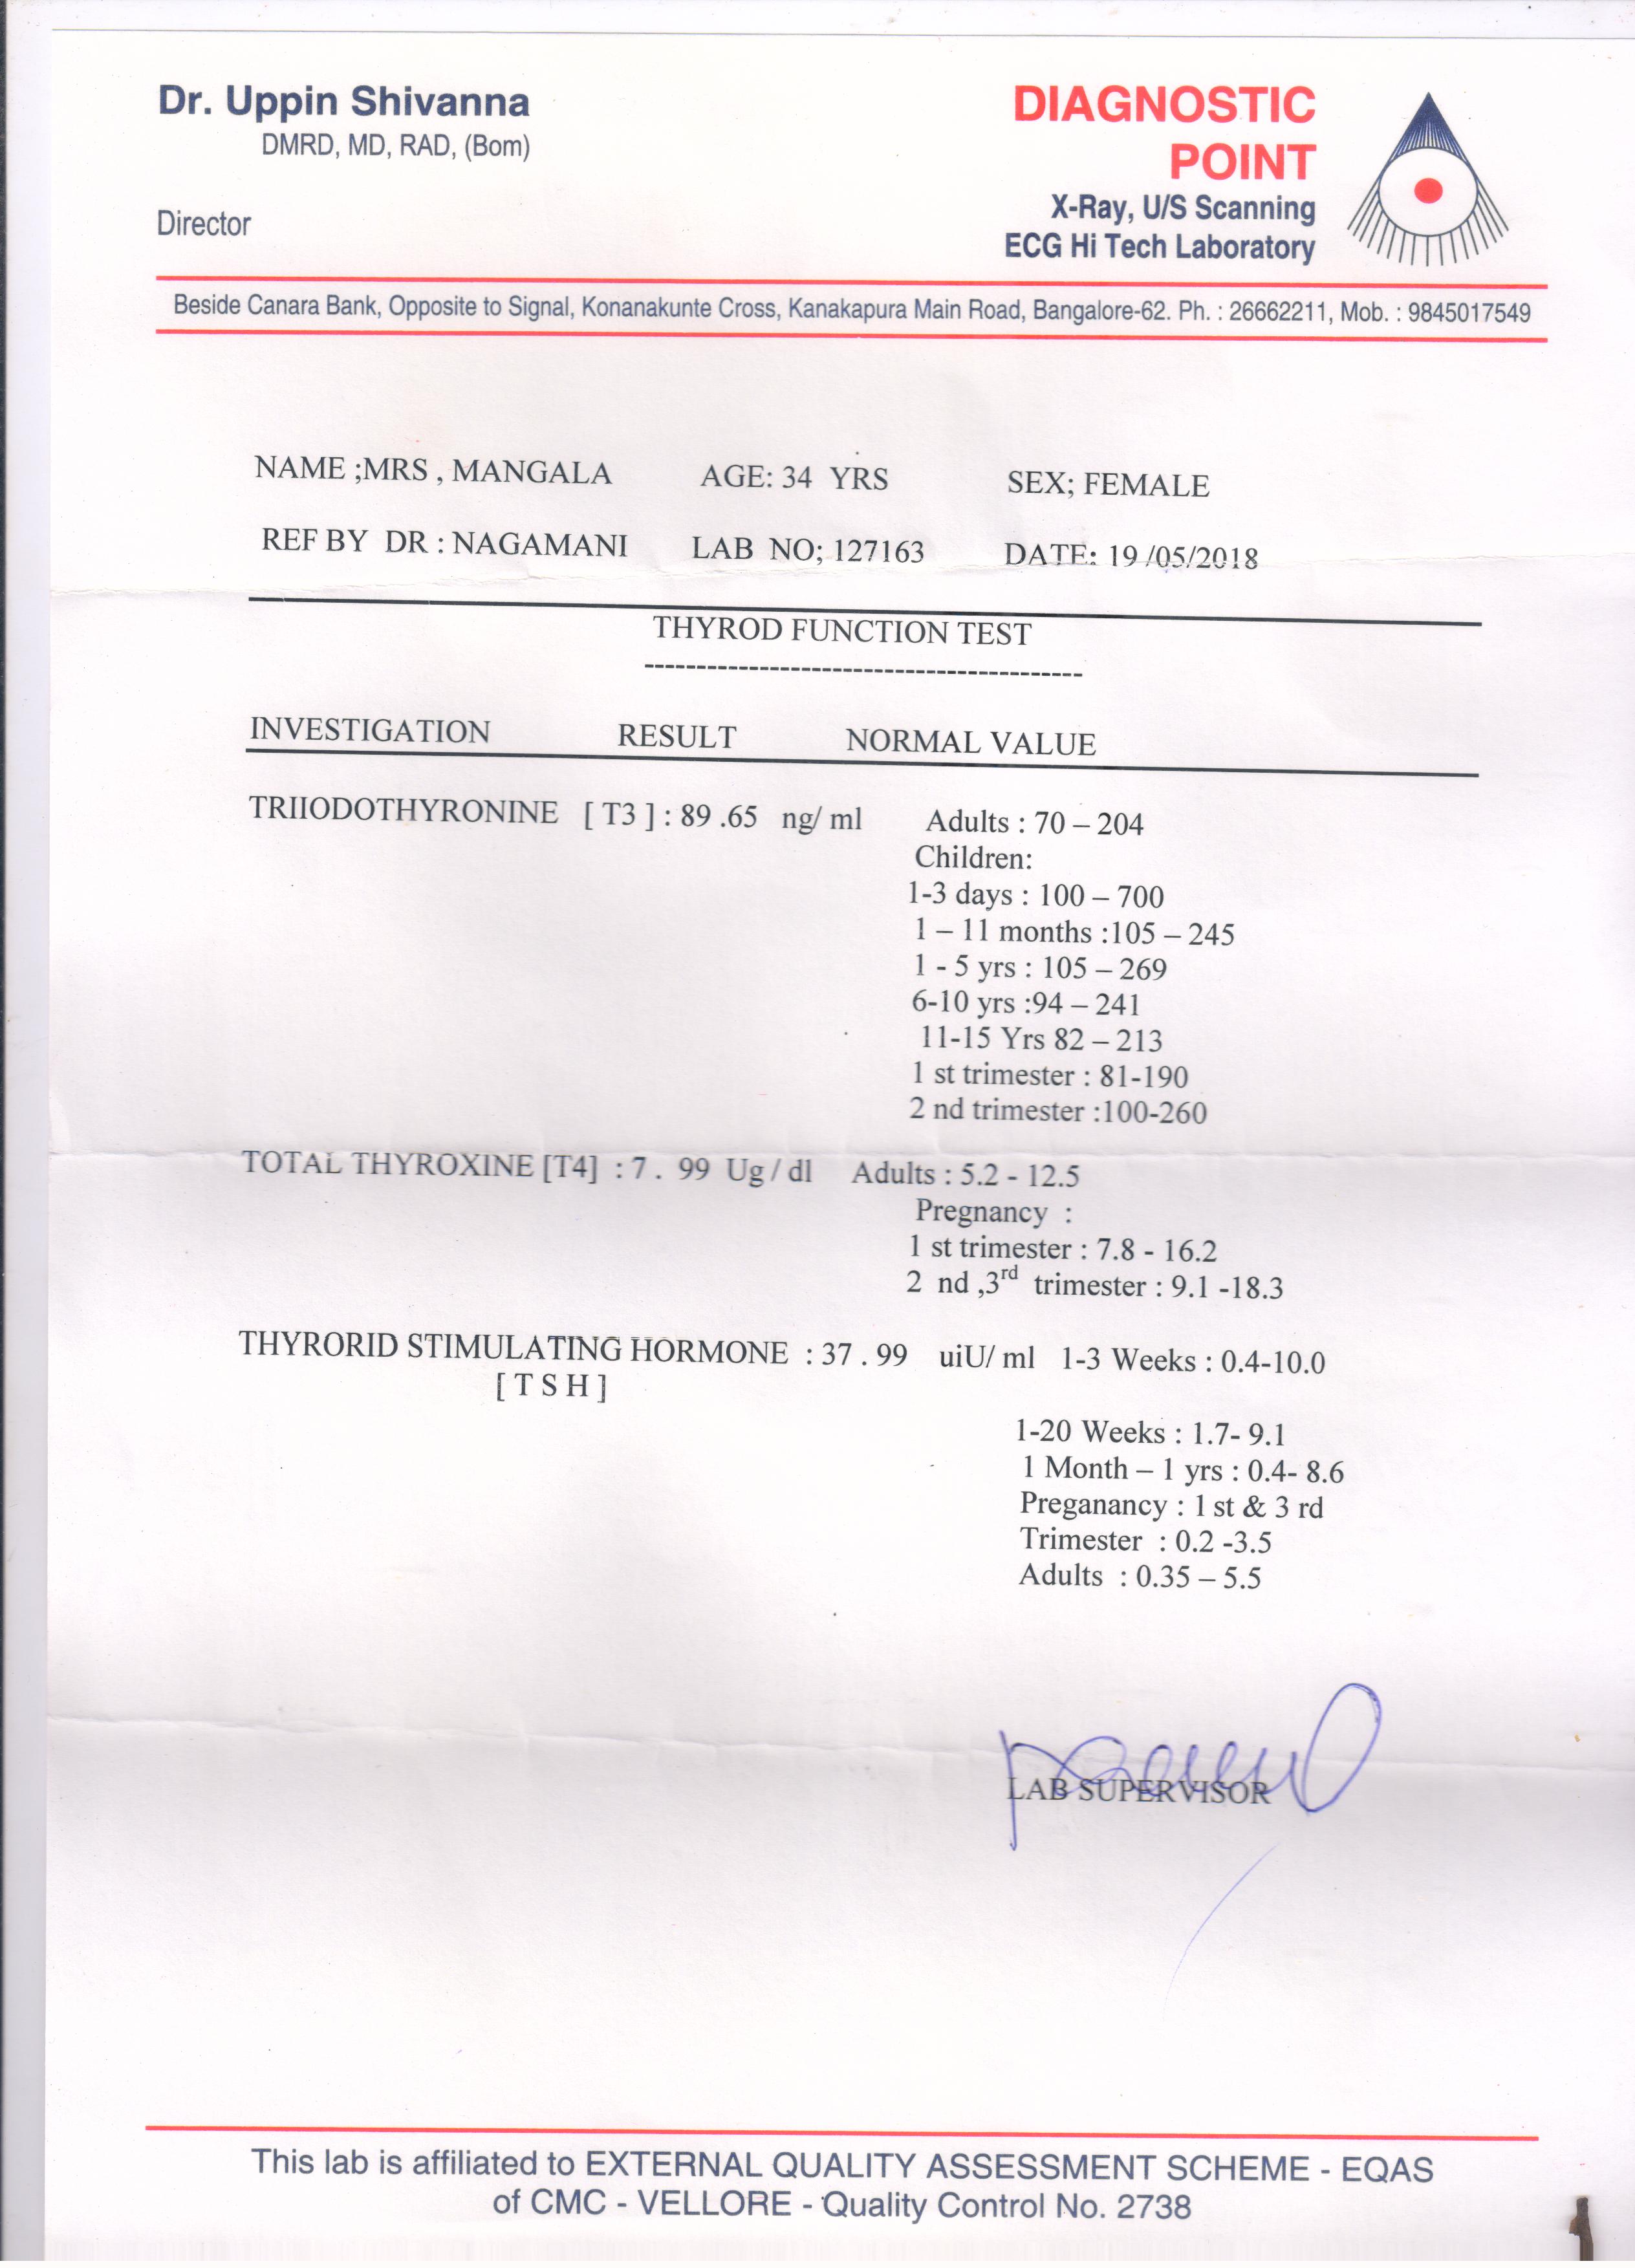 Dr. Uppin Shivanna
DMRD, MD, RAD, (Bom)
Director
DIAGNOSTIC
POINT
X-Ray, U/S Scanning
ECG Hi Tech Laboratory
Beside Canara Bank, Opposite to Signal, Konanakunte Cross, Kanakapura Main Road, Bangalore-62. Ph. : 26662211, Mob. : 9845017549
NAME ;MRS , MANGALA AGE: 34 YRS SEX; FEMALE
REF BY DR : NAGAMANI LAB NO; 127163 DATE: 19 /05/2018
THYROD FUNCTION TEST
------------------------------------------
INVESTIGATION RESULT NORMAL VALUE
TRIIODOTHYRONINE [ T3 ] : 89 .65 ng/ ml Adults : 70 – 204
Children:
1-3 days : 100 – 700
1 – 11 months :105 – 245
1 - 5 yrs : 105 – 269
6-10 yrs :94 – 241
11-15 Yrs 82 – 213
1 st trimester : 81-190
2 nd trimester :100-260
TOTAL THYROXINE [T4] : 7 . 99 Ug / dl Adults : 5.2 - 12.5
Pregnancy :
1 st trimester : 7.8 - 16.2
2 nd ,3rd trimester : 9.1 -18.3
THYRORID STIMULATING HORMONE : 37 . 99 uiU/ ml 1-3 Weeks : 0.4-10.0
[ T S H ]
1-20 Weeks : 1.7- 9.1
1 Month – 1 yrs : 0.4- 8.6
Preganancy : 1 st & 3 rd
Trimester : 0.2 -3.5
Adults : 0.35 – 5.5
LAB SUPERVISOR
This lab is affiliated to EXTERNAL QUALITY ASSESSMENT SCHEME - EQAS
of CMC - VELLORE - Quality Control No. 2738